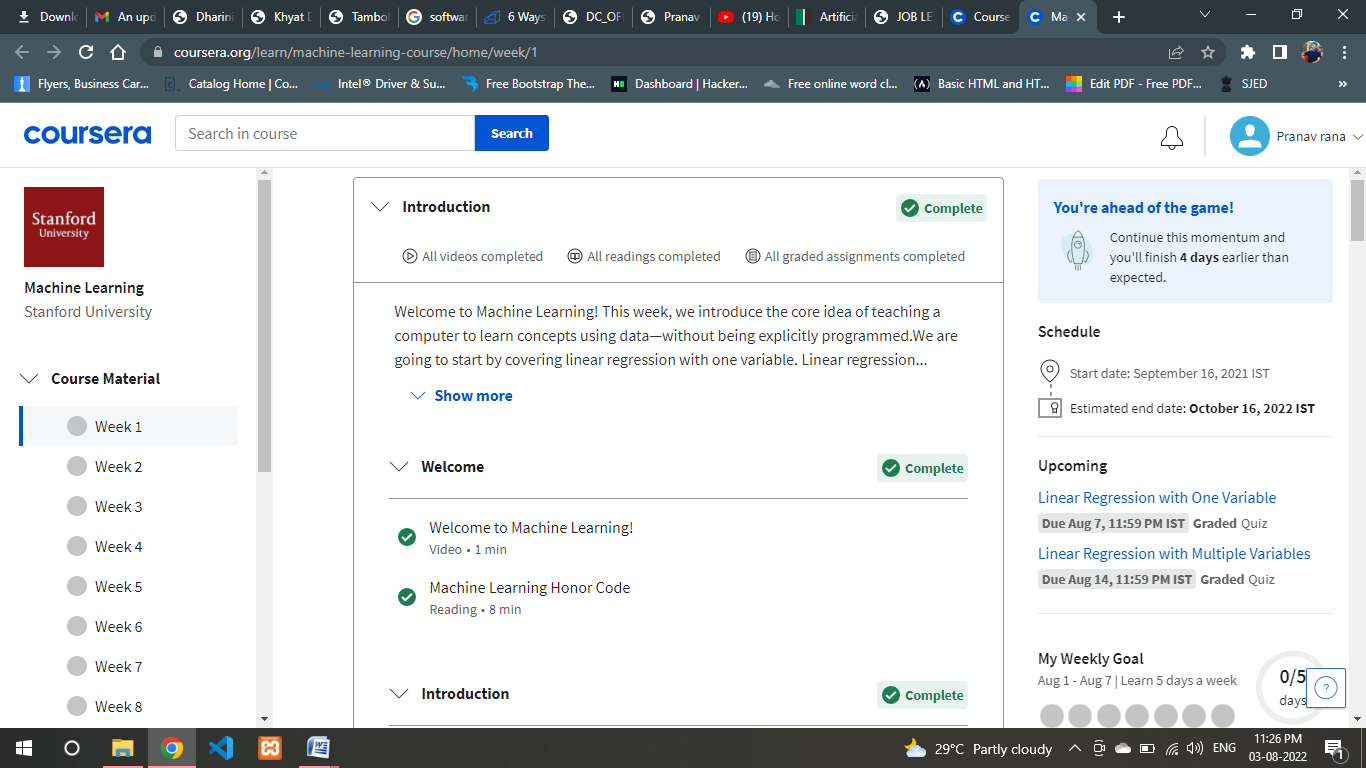 Downl
An upd
Dharini
Khyat D
Tambol
softwar
6 Ways
DC_OF
Pranav
(19) Ho
Artificia
JOB LE
Course
Ma
coursera.org/learn/machine-learning-course/home/week/1
Flyers, Business Car...
Catalog Home | Co...
Intel® Driver & Su...
Free Bootstrap The...
Dashboard | Hacker...
Free online word cl...
Basic HTML and HT...
Edit PDF - Free PDF...
SJED
»
coursera
Search in course
Search
Pranav rana
Stanford
University
Machine Learning
Stanford University
Course Material
Week 1
Week 2
Week 3
Week 4
Week 5
Week 6
Week 7
Week 8
Introduction
Complete
All videos completed
All readings completed
All graded assignments completed
Welcome to Machine Learning! This week, we introduce the core idea of teaching a
computer to learn concepts using data—without being explicitly programmed.We are
going to start by covering linear regression with one variable. Linear regression...
Show more
Welcome
Complete
Welcome to Machine Learning!
Video • 1 min
Machine Learning Honor Code
Reading • 8 min
Introduction
Complete
You're ahead of the game!
Continue this momentum and
you'll finish 4 days earlier than
expected.
Schedule
Start date: September 16, 2021 IST
Estimated end date: October 16, 2022 IST
Upcoming
Linear Regression with One Variable
Due Aug 7, 11:59 PM IST Graded Quiz
Linear Regression with Multiple Variables
Due Aug 14, 11:59 PM IST Graded Quiz
My Weekly Goal
Aug 1 - Aug 7 | Learn 5 days a week
0/5
days
?
29°C Partly cloudy
ENG
11:26 PM
03-08-2022
1